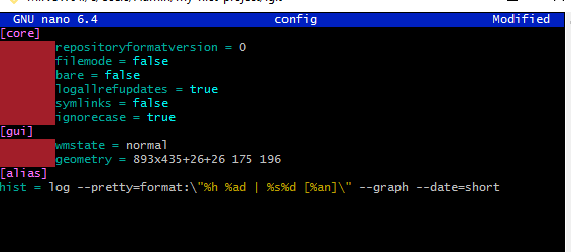 GNU nano 6.4 config Modified
[core]
repositoryformatversion = 0
filemode = false
bare = false
logallrefupdates = true
symlinks = false
ignorecase = true
[gui]
wmstate = normal
geometry = 893x435+26+26 175 196
[alias]
hist = log --pretty=format:\"%h %ad | %s%d [%an]\" --graph --date=short